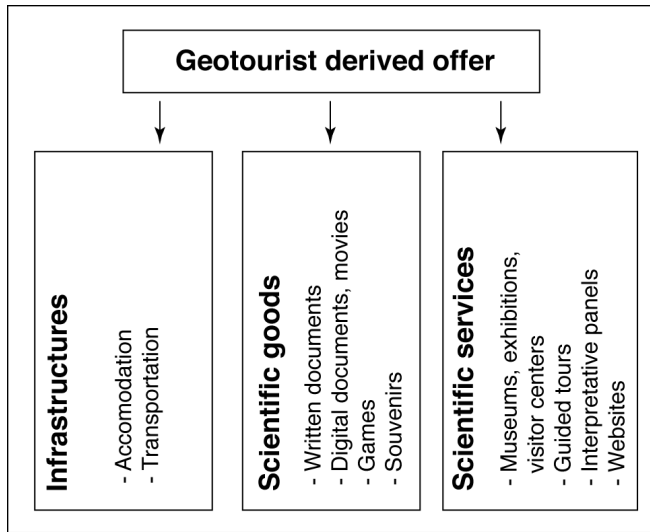 Geotourist derived offer
Infrastructures
- Accomodation
- Transportation
Scientific goods
- Written documents
- Digital documents, movies
- Games
- Souvenirs
Scientific services
- Museums, exhibitions,
visitor centers
- Guided tours
- Interpretative panels
- Websites